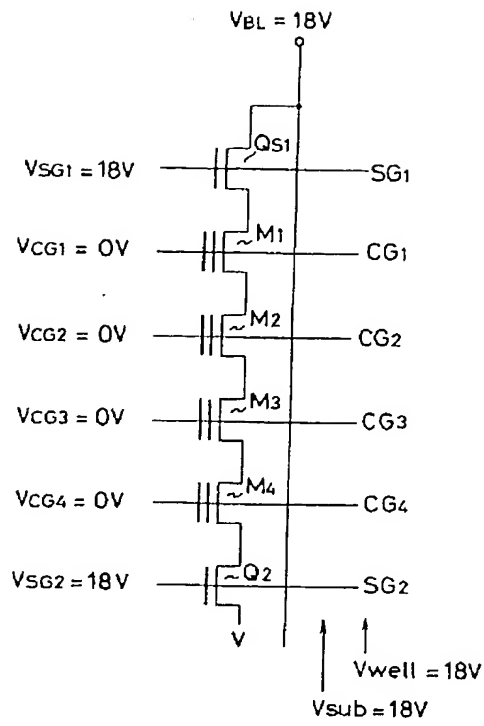 VBL = 18V
QS1
VSG1 = 18V
SG1
M1
VCG1 = 0V
CG1
M2
VCG2 = 0V
CG2
M3
VCG3 = 0V
CG3
M4
VCG4 = 0V
CG4
Q2
VSG2 = 18V
SG2
V
Vwell = 18V
Vsub = 18V